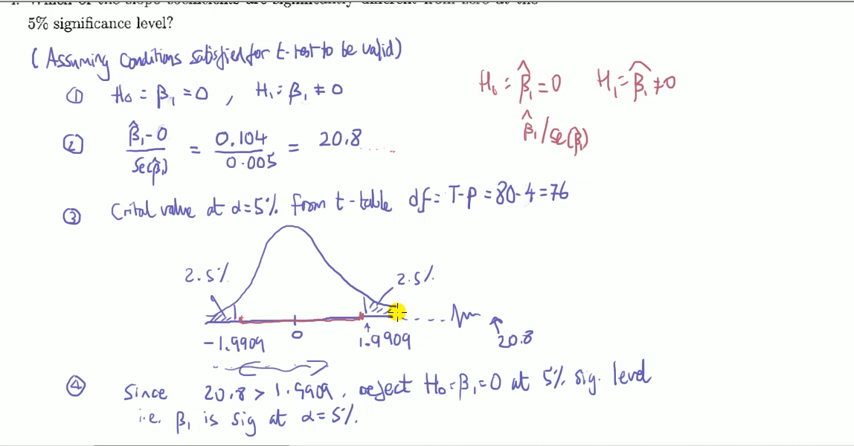 5% significance level?
(Assuming conditions satisfied for t-test to be valid)
① H₀ = β₁ = 0 , H₁: β₁ ≠ 0
H₀ : β̂₁ = 0 H₁ = β̂₁ ≠ 0
② β̂₁ - 0 / se(β̂₁) = 0.104 / 0.005 = 20.8 .....
β̂₁/se(β̂₁)
③ Crital value at α=5% from t-table df = T-P = 80-4 = 76
2.5% 2.5%
-1.9909 0 1.9909 20.8
④ Since 20.8 > 1.9909, reject H₀ = β₁ = 0 at 5% sig. level
i.e. β₁ is sig at α = 5%.